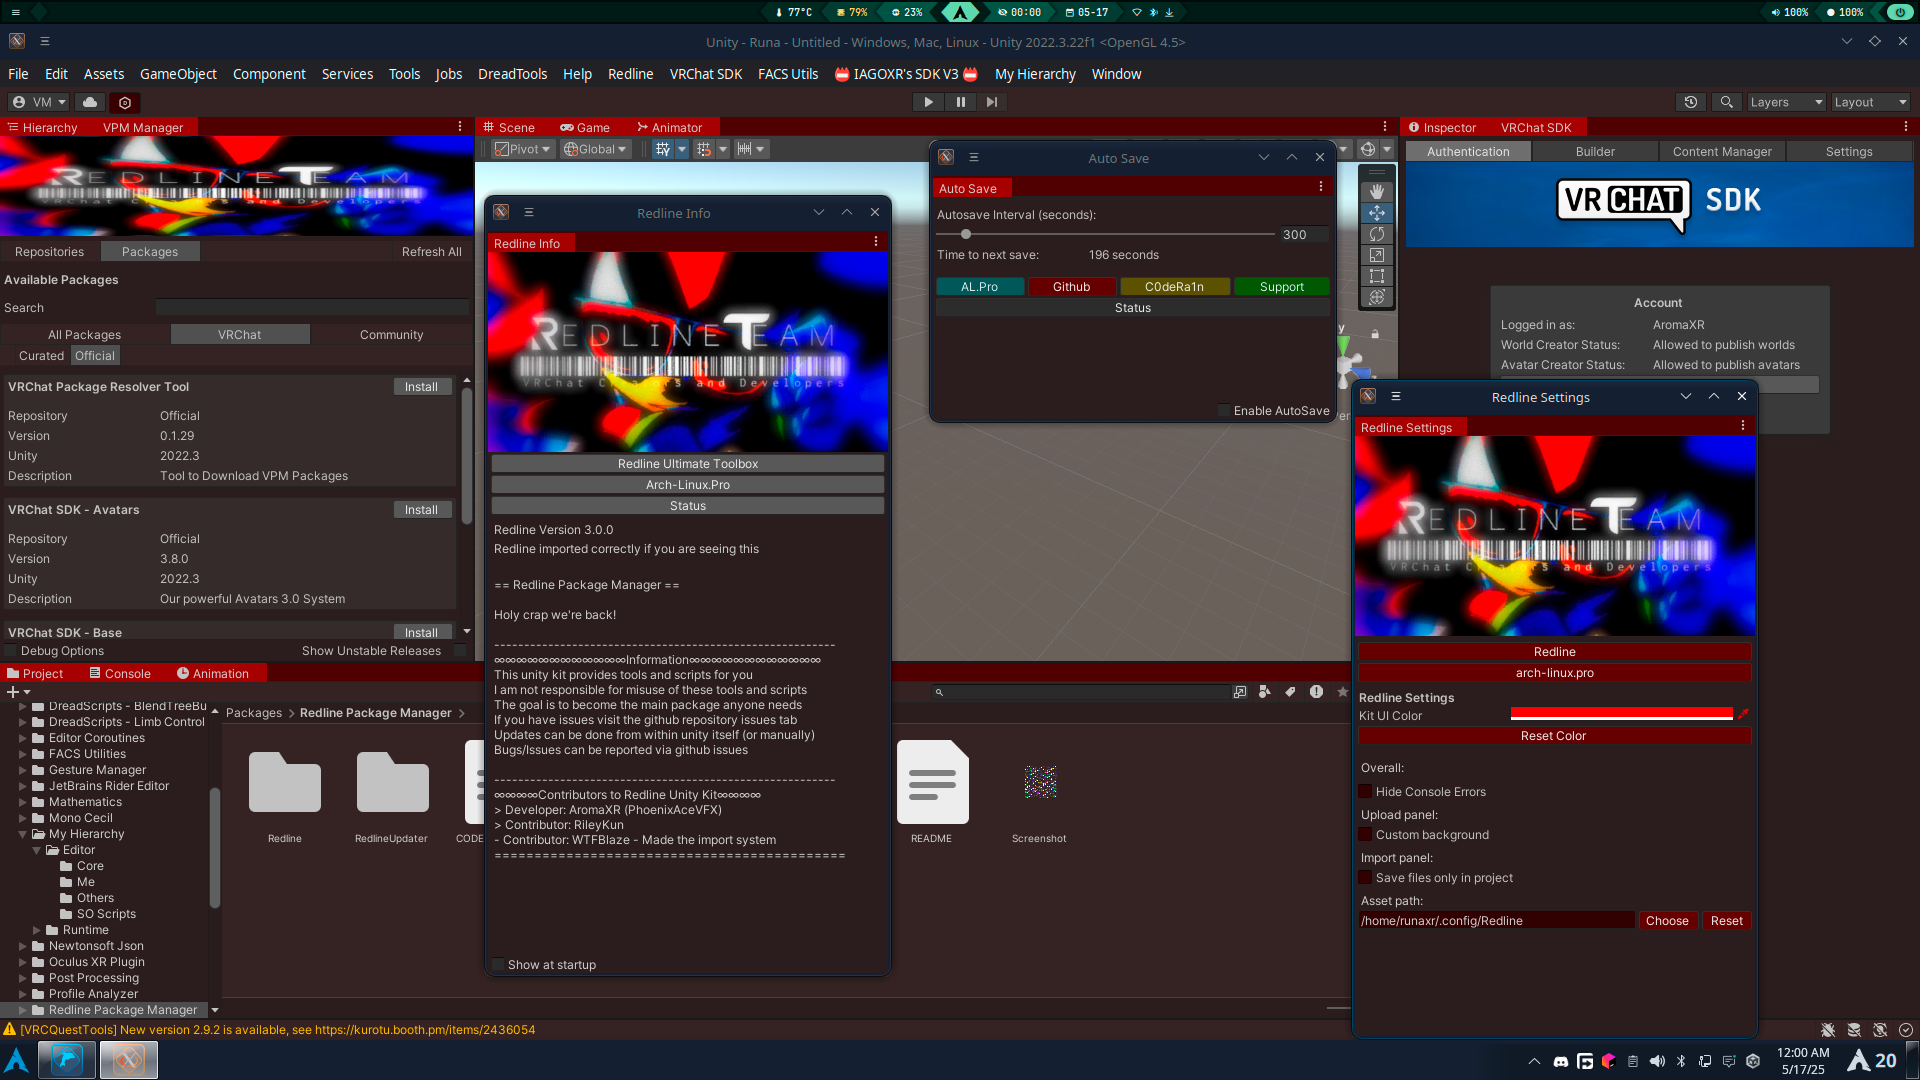 77°C
79%
23%
00:00
05-17
100%
100%
Unity - Runa - Untitled - Windows, Mac, Linux - Unity 2022.3.22f1 <OpenGL 4.5>
File Edit Assets GameObject Component Services Tools Jobs DreadTools Help Redline VRChat SDK FACS Utils IAGOXR's SDK V3 My Hierarchy Window
VM
Layers
Layout
Hierarchy
VPM Manager
REDLINETEAM
VRChat Creators and Developers
Repositories
Packages
Refresh All
Available Packages
Search
All Packages
VRChat
Community
Curated
Official
VRChat Package Resolver Tool
Install
Repository Official
Version 0.1.29
Unity 2022.3
Description Tool to Download VPM Packages
VRChat SDK - Avatars
Install
Repository Official
Version 3.8.0
Unity 2022.3
Description Our powerful Avatars 3.0 System
VRChat SDK - Base
Install
Debug Options
Show Unstable Releases
Scene
Game
Animator
Pivot
Global
y
Redline Info
Redline Info
REDLINETEAM
VRChat Creators and Developers
Redline Ultimate Toolbox
Arch-Linux.Pro
Status
Redline Version 3.0.0
Redline imported correctly if you are seeing this
== Redline Package Manager ==
Holy crap we're back!
---------------------------------------------------------
∞∞∞∞∞∞∞∞∞∞∞∞Information∞∞∞∞∞∞∞∞∞∞∞∞
This unity kit provides tools and scripts for you
I am not responsible for misuse of these tools and scripts
The goal is to become the main package anyone needs
If you have issues visit the github repository issues tab
Updates can be done from within unity itself (or manually)
Bugs/Issues can be reported via github issues
---------------------------------------------------------
∞∞∞∞Contributors to Redline Unity Kit∞∞∞∞
> Developer: AromaXR (PhoenixAceVFX)
> Contributor: RileyKun
- Contributor: WTFBlaze - Made the import system
============================================
Show at startup
Auto Save
Auto Save
Autosave Interval (seconds):
300
Time to next save: 196 seconds
AL.Pro
Github
C0deRa1n
Support
Status
Enable AutoSave
Inspector
VRChat SDK
Authentication
Builder
Content Manager
Settings
VRCHAT SDK
Account
Logged in as: AromaXR
World Creator Status: Allowed to publish worlds
Avatar Creator Status: Allowed to publish avatars
Redline Settings
Redline Settings
REDLINETEAM
VRChat Creators and Developers
Redline
arch-linux.pro
Redline Settings
Kit UI Color
Reset Color
Overall:
Hide Console Errors
Upload panel:
Custom background
Import panel:
Save files only in project
Asset path:
/home/runaxr/.config/Redline
Choose
Reset
Project
Console
Animation
DreadScripts - BlendTreeBu
DreadScripts - Limb Control
Editor Coroutines
FACS Utilities
Gesture Manager
JetBrains Rider Editor
Mathematics
Mono Cecil
My Hierarchy
Editor
Core
Me
Others
SO Scripts
Runtime
Newtonsoft Json
Oculus XR Plugin
Post Processing
Profile Analyzer
Redline Package Manager
Packages > Redline Package Manager >
Redline
RedlineUpdater
CODE
README
Screenshot
[VRCQuestTools] New version 2.9.2 is available, see https://kurotu.booth.pm/items/2436054
12:00 AM
5/17/25
20